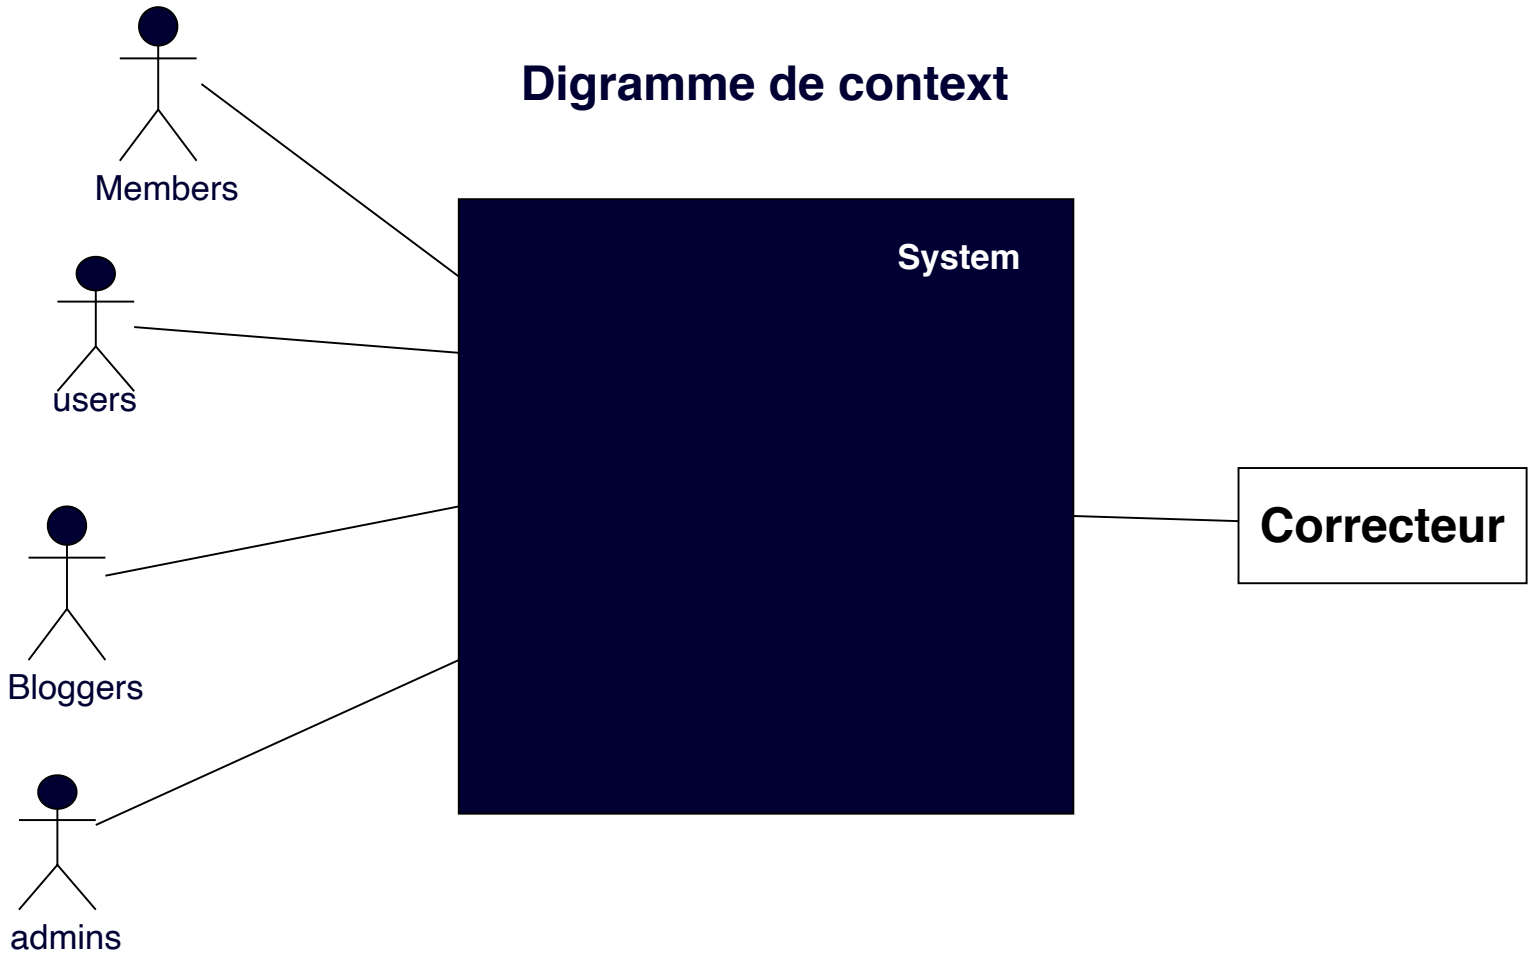 Digramme de context
Members
System
users
Correcteur
Bloggers
admins